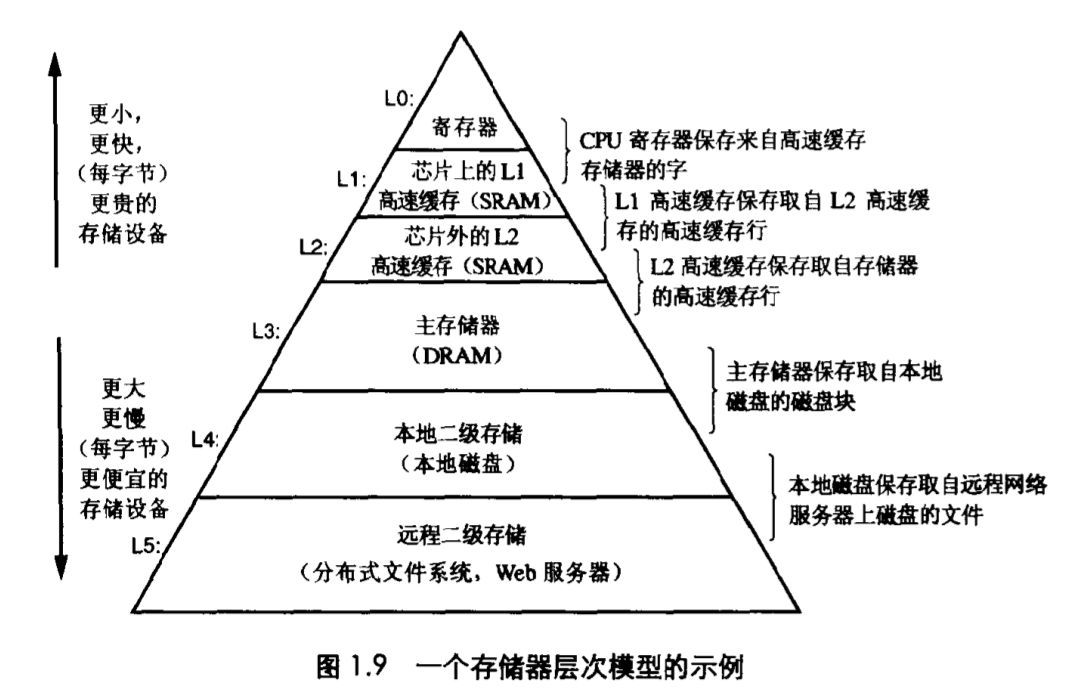 更小，
更快，
（每字节）
更贵的
存储设备
更大
更慢
（每字节）
更便宜的
存储设备
L0:
寄存器
L1:
芯片上的 L1
高速缓存（SRAM）
L2:
芯片外的 L2
高速缓存（SRAM）
L3:
主存储器
（DRAM）
L4:
本地二级存储
（本地磁盘）
L5:
远程二级存储
（分布式文件系统，Web 服务器）
CPU 寄存器保存来自高速缓存
存储器的字
L1 高速缓存保存取自 L2 高速缓
存的高速缓存行
L2 高速缓存保存取自存储器
的高速缓存行
主存储器保存取自本地
磁盘的磁盘块
本地磁盘保存取自远程网络
服务器上磁盘的文件
图 1.9 一个存储器层次模型的示例